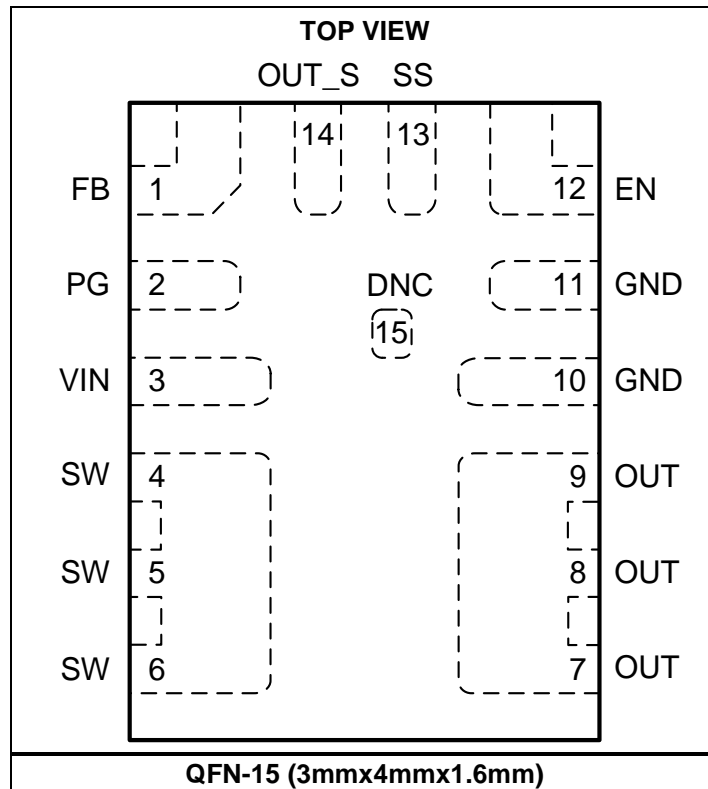 TOP VIEW
OUT_S SS
14 13
FB 1 12 EN
PG 2 DNC 11 GND
15
VIN 3 10 GND
SW 4 9 OUT
SW 5 8 OUT
SW 6 7 OUT
QFN-15 (3mmx4mmx1.6mm)